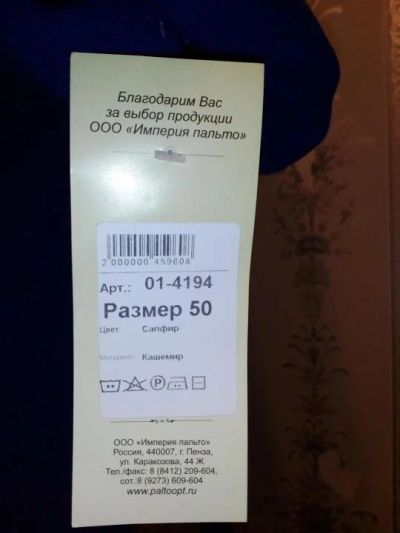 Благодарим Вас
за выбор продукции
ООО «Империя пальто»
2 000000 459608
Арт.: 01-4194
Размер 50
Цвет: Сапфир
Материал: Кашемир
P
ООО «Империя пальто»
Россия, 440007, г. Пенза,
ул. Каракозова, 44 Ж
Тел./факс: 8 (8412) 209-604,
сот.:8 (9273) 609-604
www.paltoopt.ru